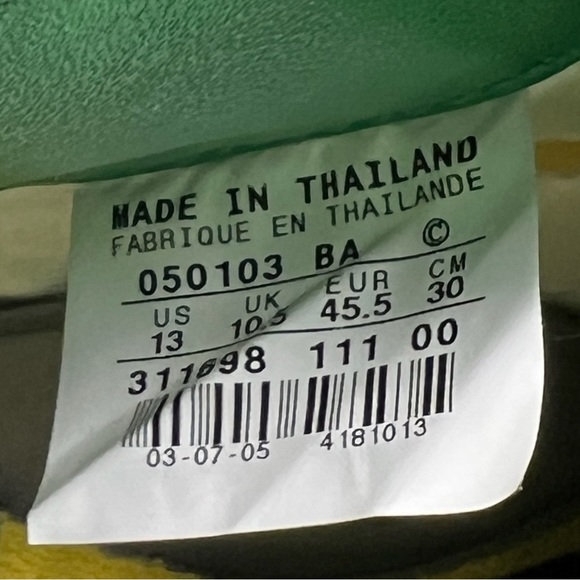 MADE IN THAILAND
FABRIQUE EN THAILANDE
050103 BA ©
US UK EUR CM
13 10.5 45.5 30
311698 111 00
03-07-05 4181013